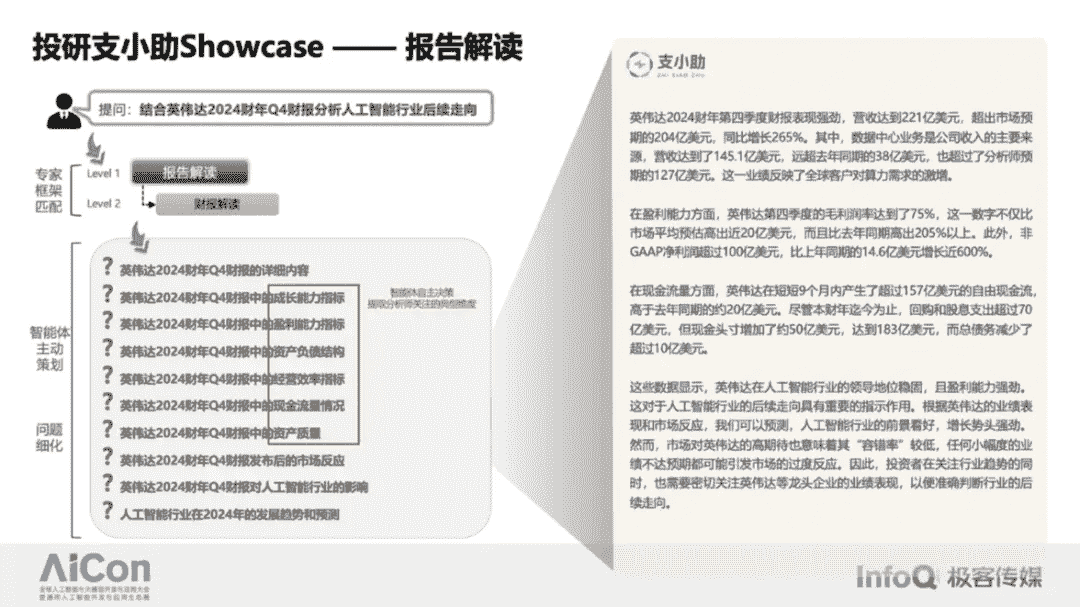 投研支小助Showcase —— 报告解读
提问：结合英伟达2024财年Q4财报分析人工智能行业后续走向
专家
框架
匹配
Level 1
报告解读
Level 2
财报解读
智能体
主动
策划
问题
细化
? 英伟达2024财年Q4财报的详细内容
? 英伟达2024财年Q4财报中的成长能力指标
? 英伟达2024财年Q4财报中的盈利能力指标
? 英伟达2024财年Q4财报中的资产负债结构
? 英伟达2024财年Q4财报中的经营效率指标
? 英伟达2024财年Q4财报中的现金流量情况
? 英伟达2024财年Q4财报中的资产质量
? 英伟达2024财年Q4财报发布后的市场反应
? 英伟达2024财年Q4财报对人工智能行业的影响
? 人工智能行业在2024年的发展趋势和预测
智能体自主决策
提取分析师关注的典型维度
支小助
ZHI XIAO ZHU
英伟达2024财年第四季度财报表现强劲，营收达到221亿美元，超出市场预
期的204亿美元，同比增长265%。其中，数据中心业务是公司收入的主要来
源，营收达到了145.1亿美元，远超去年同期的38亿美元，也超过了分析师预
期的127亿美元。这一业绩反映了全球客户对算力需求的激增。
在盈利能力方面，英伟达第四季度的毛利润率达到了75%，这一数字不仅比
市场平均预估高出近20亿美元，而且比去年同期高出205%以上。此外，非
GAAP净利润超过100亿美元，比上年同期的14.6亿美元增长近600%。
在现金流量方面，英伟达在短短9个月内产生了超过157亿美元的自由现金流，
高于去年同期的约20亿美元。尽管本财年迄今为止，回购和股息支出超过70
亿美元，但现金头寸增加了约50亿美元，达到183亿美元，而总债务减少了
超过10亿美元。
这些数据显示，英伟达在人工智能行业的领导地位稳固，且盈利能力强劲。
这对于人工智能行业的后续走向具有重要的指示作用。根据英伟达的业绩表
现和市场反应，我们可以预测，人工智能行业的前景看好，增长势头强劲。
然而，市场对英伟达的高期待也意味着其“容错率”较低，任何小幅度的业
绩不达预期都可能引发市场的过度反应。因此，投资者在关注行业趋势的同
时，也需要密切关注英伟达等龙头企业的业绩表现，以便准确判断行业的后
续走向。
AiCon
全球人工智能开发与应用大会
InfoQ 极客传媒